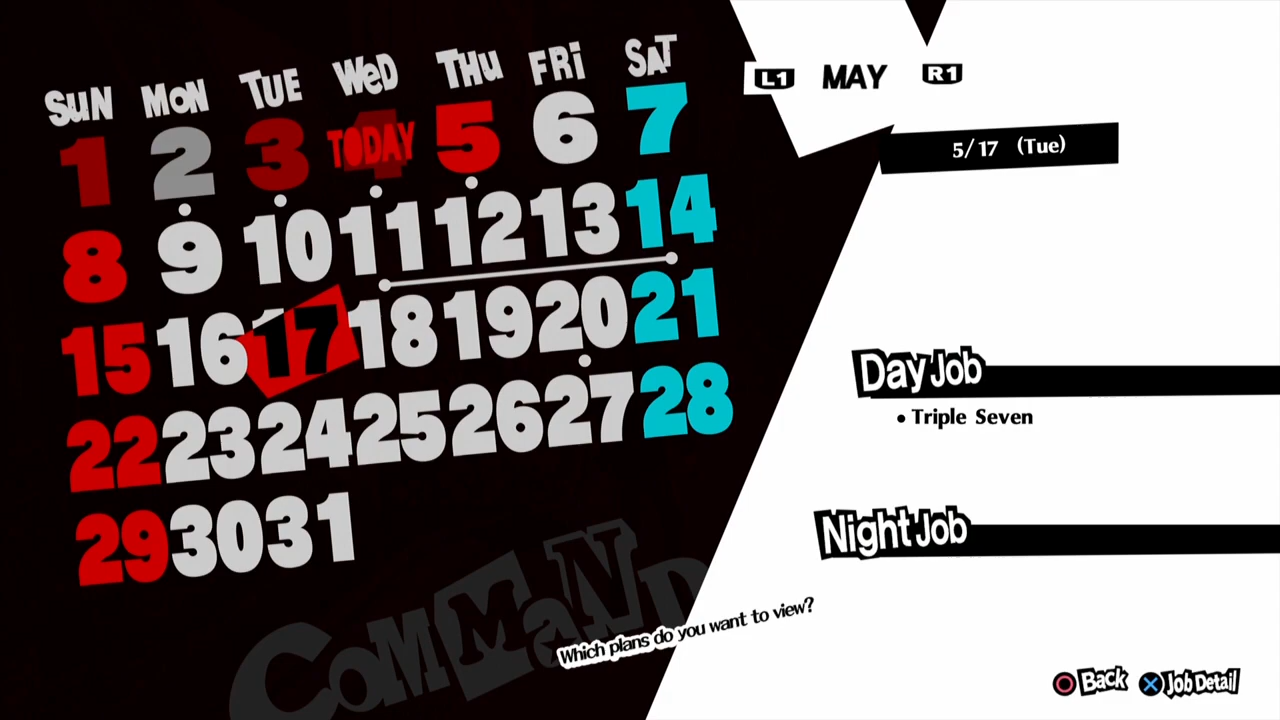 SUN MON TUE WED THU FRi SAT
1 2 3 TODAY 4 5 6 7
8 9 10 11 12 13 14
15 16 17 18 19 20 21
22 23 24 25 26 27 28
29 30 31
L1 MAY R1
5/17 (Tue)
Day Job
• Triple Seven
Night Job
COMMAND
Which plans do you want to view?
Back Job Detail